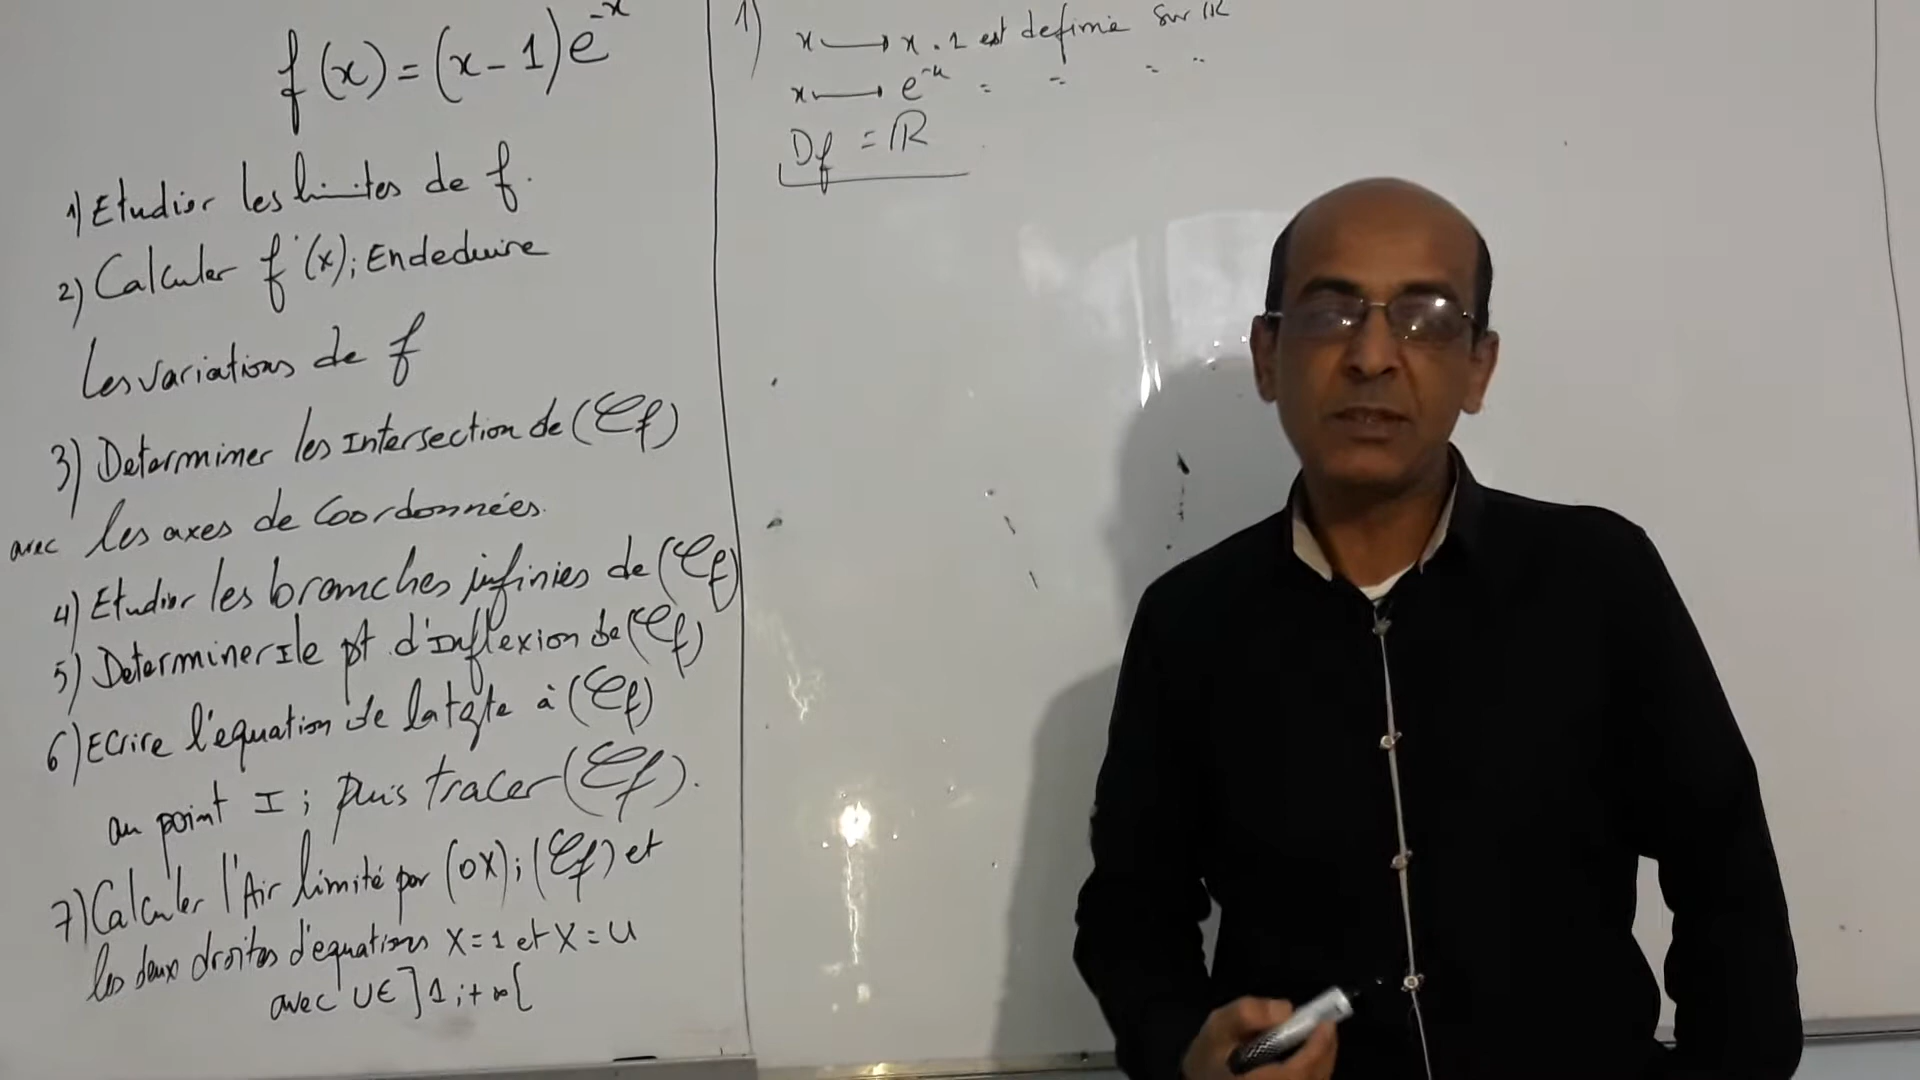 f(x) = (x-1)e^-x
1) Etudier les limites de f.
2) Calculer f'(x); En deduire
les variations de f
3) Determiner les Intersection de (Cf)
avec les axes de Coordonnées.
4) Etudier les branches infinies de (Cf)
5) Determiner I le pt d'Inflexion de (Cf)
6) Ecrire l'équation de la tgte à (Cf)
au point I; puis tracer (Cf).
7) Calculer l'Air limité par (OX); (Cf) et
les deux droites d'équations X=1 et X=U
avec U∈]1;+∞[
1) x → x-1 est definie sur IR
x → e^-x = = = =
Df = IR